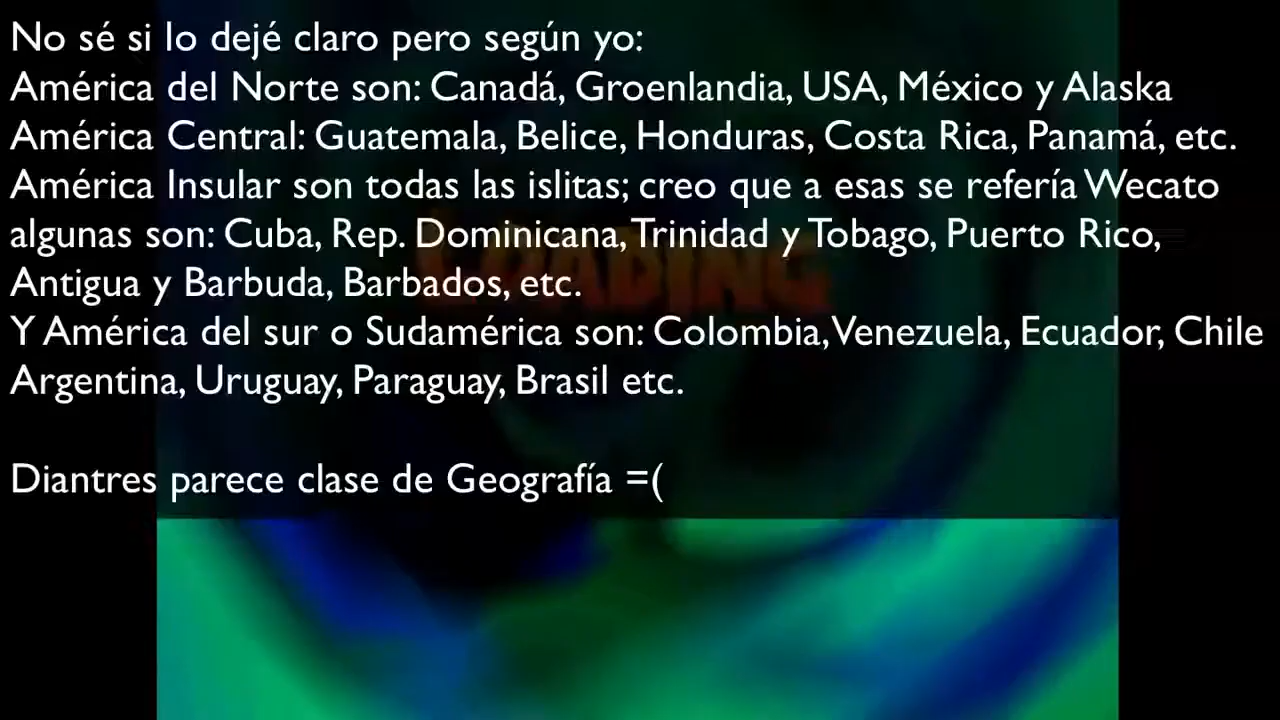 No sé si lo dejé claro pero según yo:
América del Norte son: Canadá, Groenlandia, USA, México y Alaska
América Central: Guatemala, Belice, Honduras, Costa Rica, Panamá, etc.
América Insular son todas las islitas; creo que a esas se refería Wecato
algunas son: Cuba, Rep. Dominicana, Trinidad y Tobago, Puerto Rico,
LOADING
Antigua y Barbuda, Barbados, etc.
Y América del sur o Sudamérica son: Colombia, Venezuela, Ecuador, Chile
Argentina, Uruguay, Paraguay, Brasil etc.
Diantres parece clase de Geografía =(